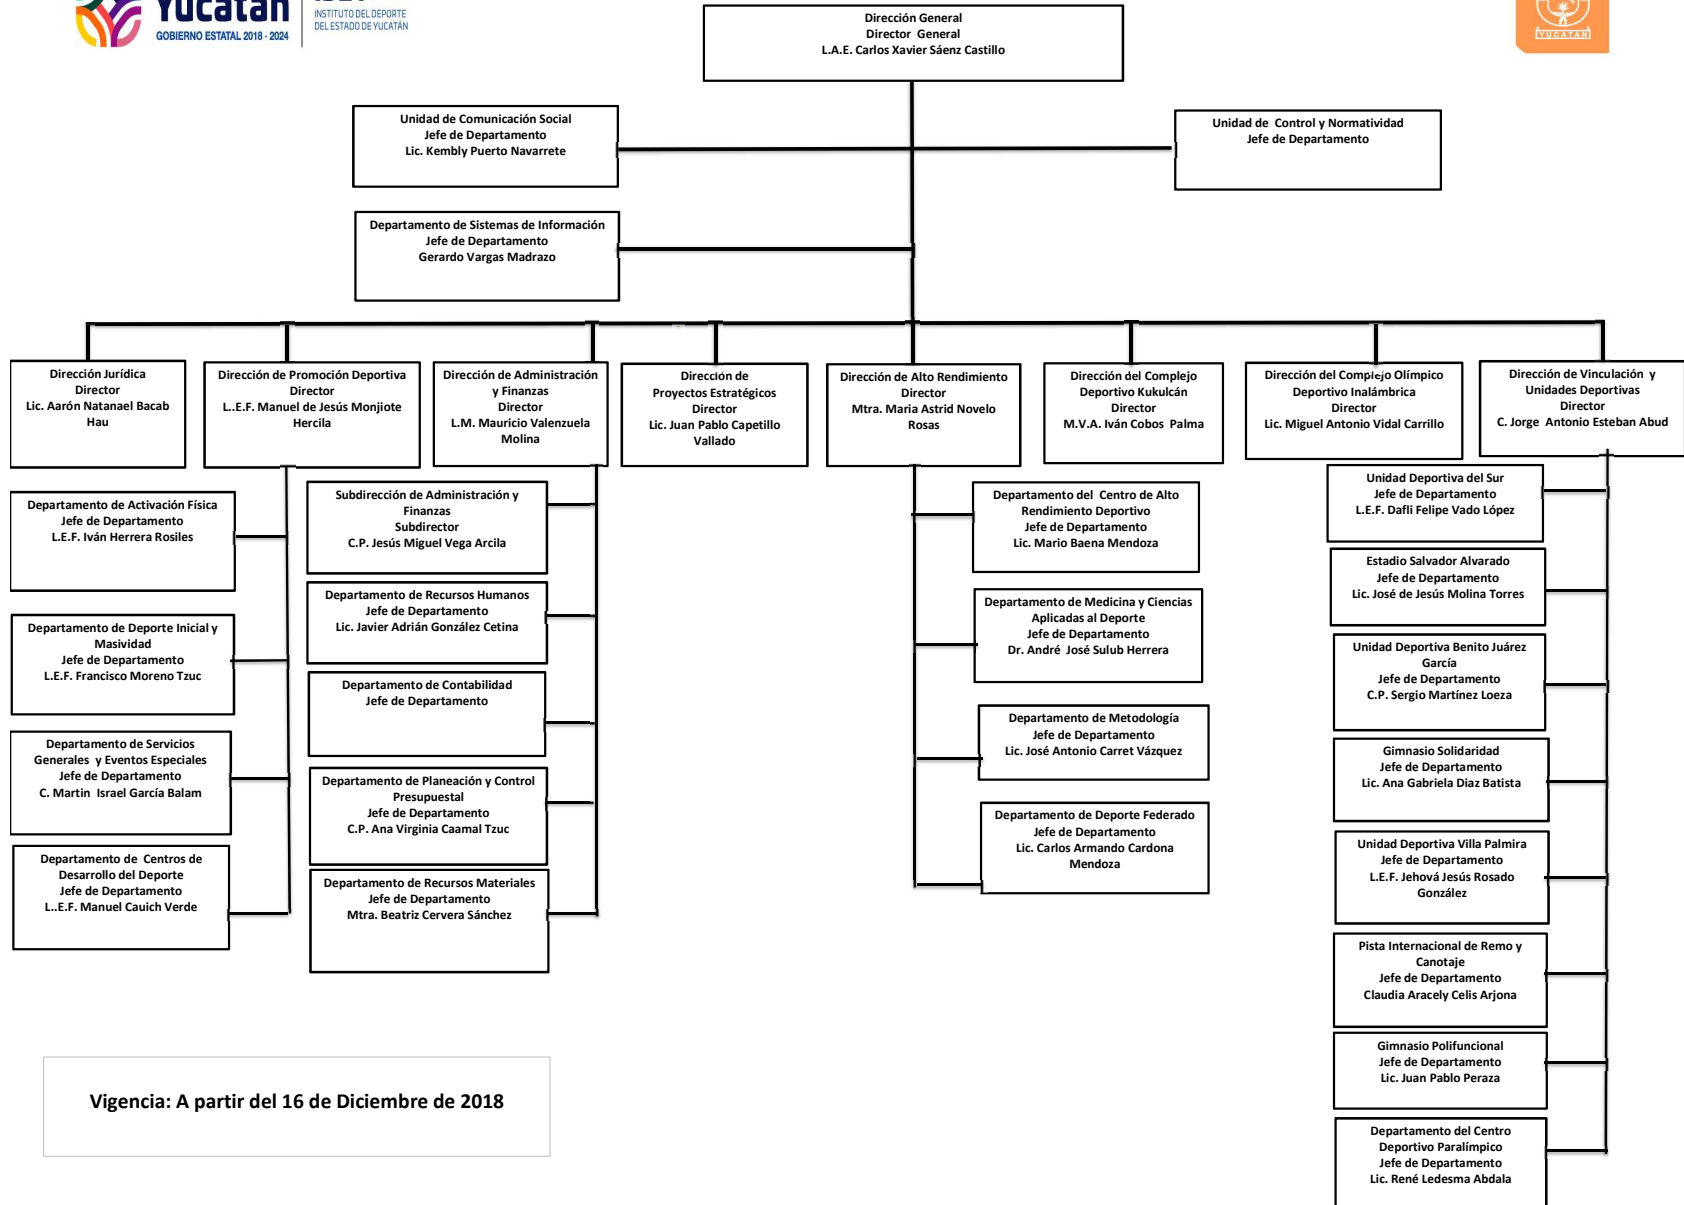 Yucatán
GOBIERNO ESTATAL 2018 - 2024
INSTITUTO DEL DEPORTE
DEL ESTADO DE YUCATÁN
YUCATAN
Dirección General
Director General
L.A.E. Carlos Xavier Sáenz Castillo
Unidad de Comunicación Social
Jefe de Departamento
Lic. Kembly Puerto Navarrete
Unidad de Control y Normatividad
Jefe de Departamento
Departamento de Sistemas de Información
Jefe de Departamento
Gerardo Vargas Madrazo
Dirección Jurídica
Director
Lic. Aarón Natanael Bacab
Hau
Dirección de Promoción Deportiva
Director
L..E.F. Manuel de Jesús Monjiote
Hercila
Dirección de Administración
y Finanzas
Director
L.M. Mauricio Valenzuela
Molina
Dirección de
Proyectos Estratégicos
Director
Lic. Juan Pablo Capetillo
Vallado
Dirección de Alto Rendimiento
Director
Mtra. Maria Astrid Novelo
Rosas
Dirección del Complejo
Deportivo Kukulcán
Director
M.V.A. Iván Cobos Palma
Dirección del Complejo Olímpico
Deportivo Inalámbrica
Director
Lic. Miguel Antonio Vidal Carrillo
Dirección de Vinculación y
Unidades Deportivas
Director
C. Jorge Antonio Esteban Abud
Departamento de Activación Física
Jefe de Departamento
L.E.F. Iván Herrera Rosiles
Departamento de Deporte Inicial y
Masividad
Jefe de Departamento
L.E.F. Francisco Moreno Tzuc
Departamento de Servicios
Generales y Eventos Especiales
Jefe de Departamento
C. Martin Israel García Balam
Departamento de Centros de
Desarrollo del Deporte
Jefe de Departamento
L..E.F. Manuel Cauich Verde
Subdirección de Administración y
Finanzas
Subdirector
C.P. Jesús Miguel Vega Arcila
Departamento de Recursos Humanos
Jefe de Departamento
Lic. Javier Adrián González Cetina
Departamento de Contabilidad
Jefe de Departamento
Departamento de Planeación y Control
Presupuestal
Jefe de Departamento
C.P. Ana Virginia Caamal Tzuc
Departamento de Recursos Materiales
Jefe de Departamento
Mtra. Beatriz Cervera Sánchez
Departamento del Centro de Alto
Rendimiento Deportivo
Jefe de Departamento
Lic. Mario Baena Mendoza
Departamento de Medicina y Ciencias
Aplicadas al Deporte
Jefe de Departamento
Dr. André José Sulub Herrera
Departamento de Metodología
Jefe de Departamento
Lic. José Antonio Carret Vázquez
Departamento de Deporte Federado
Jefe de Departamento
Lic. Carlos Armando Cardona
Mendoza
Unidad Deportiva del Sur
Jefe de Departamento
L.E.F. Dafli Felipe Vado López
Estadio Salvador Alvarado
Jefe de Departamento
Lic. José de Jesús Molina Torres
Unidad Deportiva Benito Juárez
García
Jefe de Departamento
C.P. Sergio Martínez Loeza
Gimnasio Solidaridad
Jefe de Departamento
Lic. Ana Gabriela Diaz Batista
Unidad Deportiva Villa Palmira
Jefe de Departamento
L.E.F. Jehová Jesús Rosado
González
Pista Internacional de Remo y
Canotaje
Jefe de Departamento
Claudia Aracely Celis Arjona
Gimnasio Polifuncional
Jefe de Departamento
Lic. Juan Pablo Peraza
Departamento del Centro
Deportivo Paralímpico
Jefe de Departamento
Lic. René Ledesma Abdala
Vigencia: A partir del 16 de Diciembre de 2018